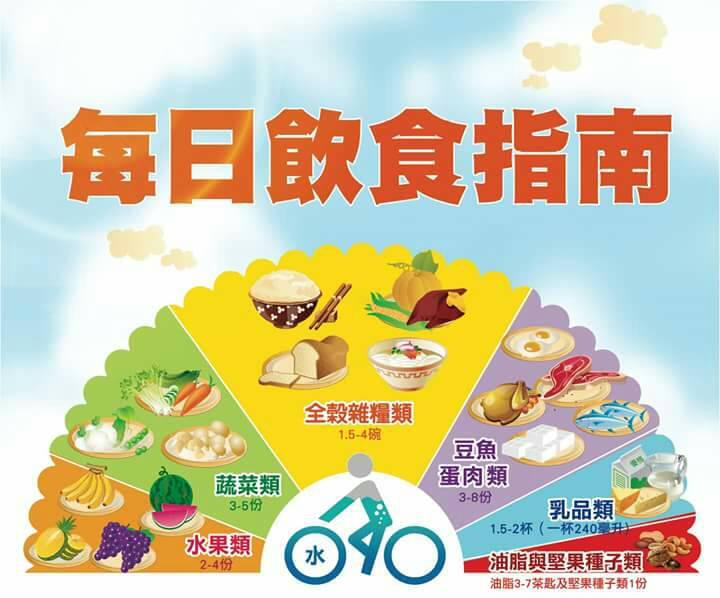 每日飲食指南
全穀雜糧類
1.5-4碗
豆魚
蛋肉類
3-8份
蔬菜類
3-5份
乳品類
1.5-2杯（一杯240毫升）
水果類
2-4份
水
油脂與堅果種子類
油脂3-7茶匙及堅果種子類1份